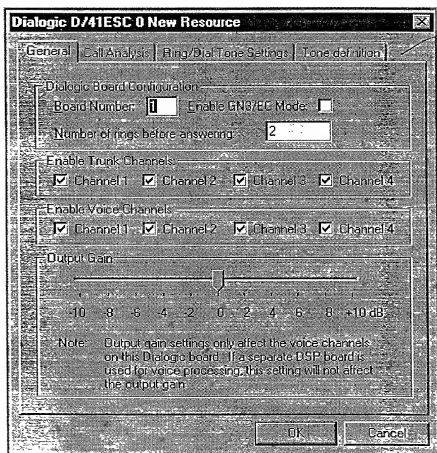 Dialogic D/41ESC 0 New Resource
General Call Analysis Ring/Dial Tone Settings Tone definition
Dialogic Board Configuration
Board Number: 1 Enable GN3/EC Mode:
Number of rings before answering: 2
Enable Trunk Channels
Channel 1 Channel 2 Channel 3 Channel 4
Enable Voice Channels
Channel 1 Channel 2 Channel 3 Channel 4
Output Gain
-10 -8 -6 -4 -2 0 2 4 6 8 +10 dB
Note: Output gain settings only affect the voice channels
on this Dialogic board. If a separate DSP board is
used for voice processing, this setting will not affect
the output gain.
OK Cancel